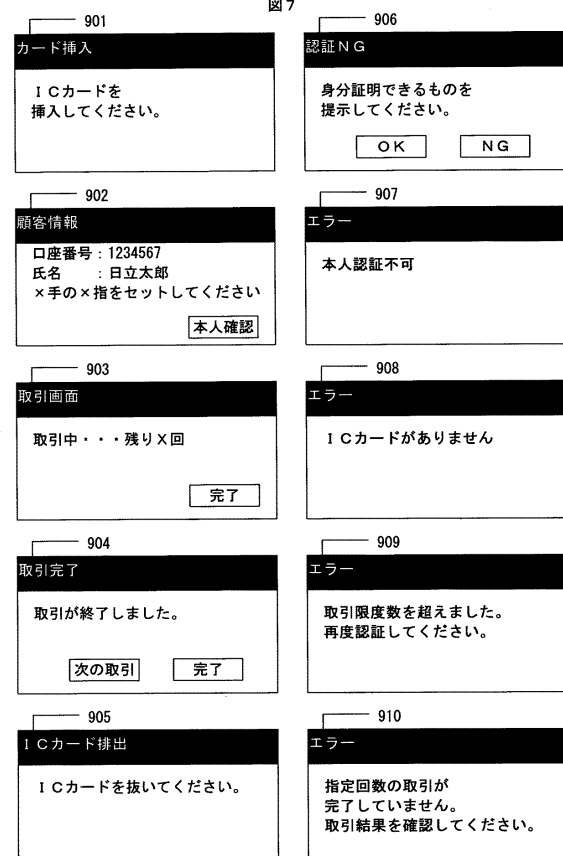 図7
901
カード挿入
ICカードを
挿入してください。
902
顧客情報
口座番号:1234567
氏名　　:日立太郎
×手の×指をセットしてください
本人確認
903
取引画面
取引中・・・残りX回
完了
904
取引完了
取引が終了しました。
次の取引　完了
905
ICカード排出
ICカードを抜いてください。
906
認証NG
身分証明できるものを
提示してください。
OK　NG
907
エラー
本人認証不可
908
エラー
ICカードがありません
909
エラー
取引限度数を超えました。
再度認証してください。
910
エラー
指定回数の取引が
完了していません。
取引結果を確認してください。